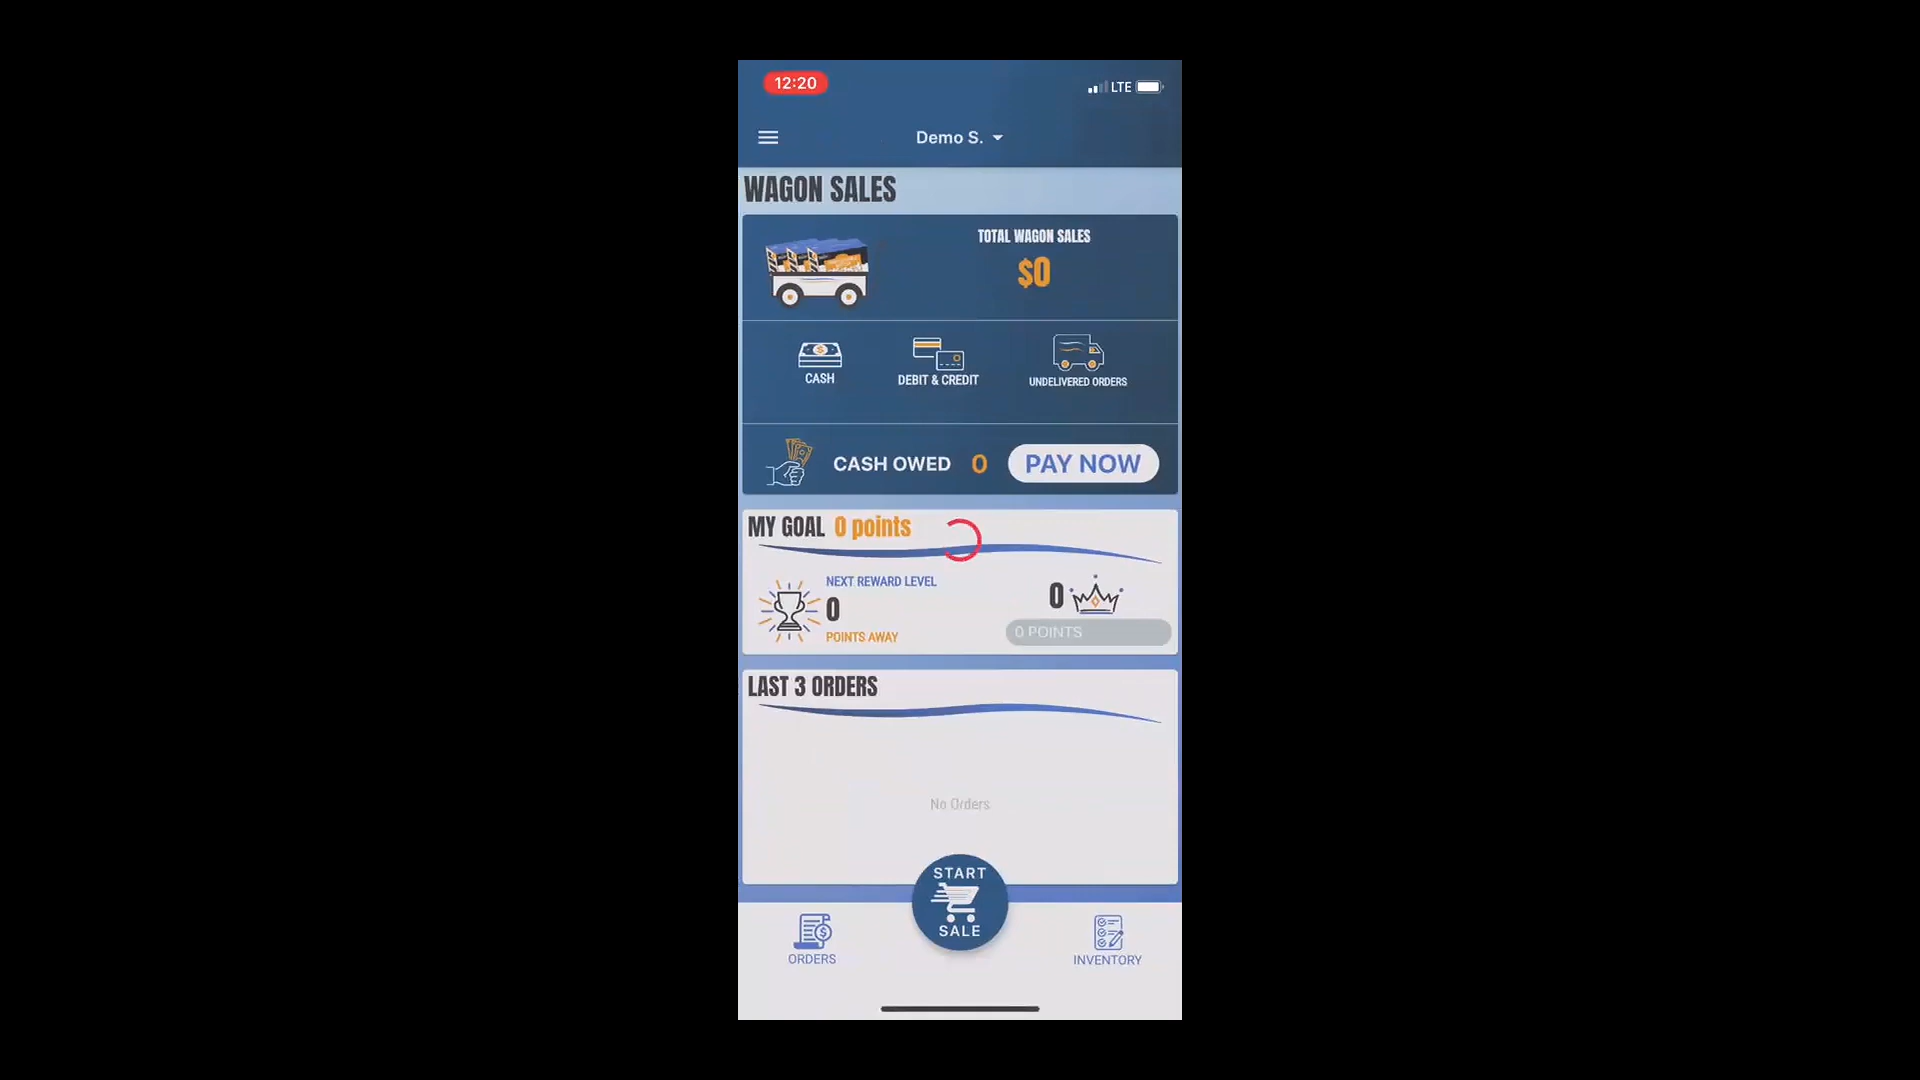 12:20
LTE
Demo S.
WAGON SALES
TOTAL WAGON SALES
$0
CASH
DEBIT & CREDIT
UNDELIVERED ORDERS
CASH OWED 0 PAY NOW
MY GOAL 0 points
NEXT REWARD LEVEL
0
POINTS AWAY
0
0 POINTS
LAST 3 ORDERS
No Orders
START
SALE
ORDERS
INVENTORY